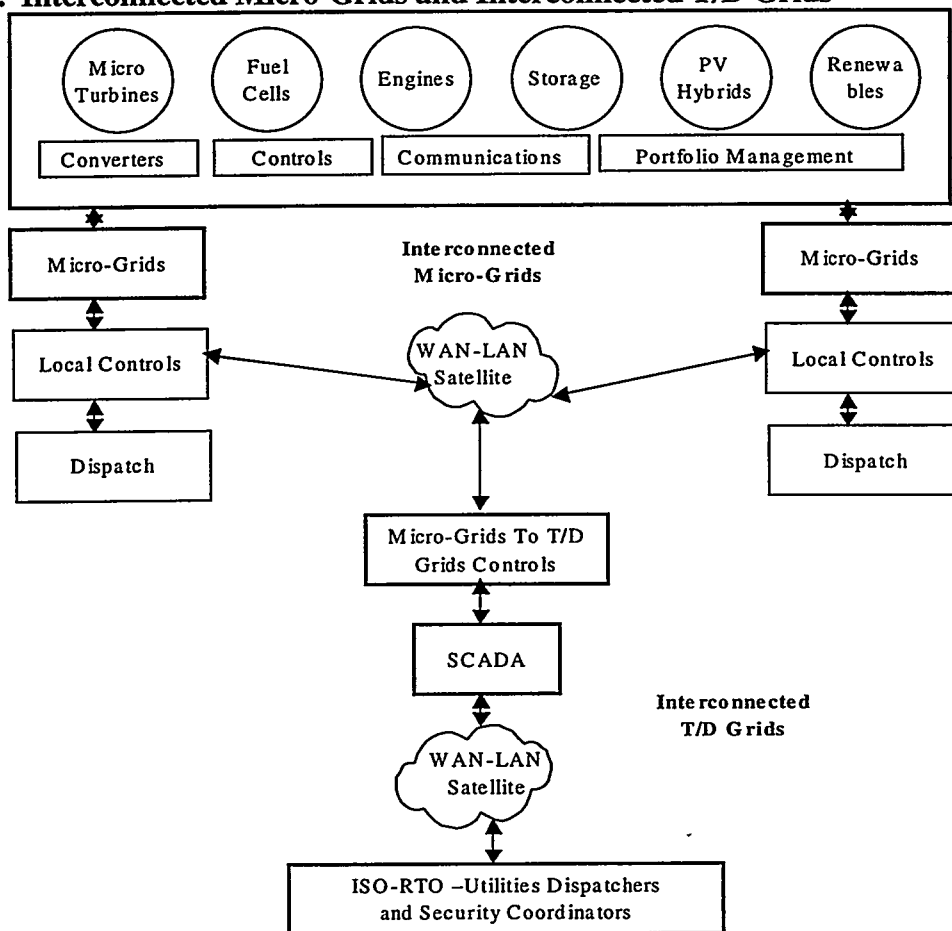 . Interconnected Micro-Grids and Interconnected T/D Grids
Micro
Turbines
Fuel
Cells
Engines
Storage
PV
Hybrids
Renewa
bles
Converters
Controls
Communications
Portfolio Management
Micro-Grids
Interconnected
Micro-Grids
Micro-Grids
Local Controls
WAN-LAN
Satellite
Local Controls
Dispatch
Dispatch
Micro-Grids To T/D
Grids Controls
SCADA
Interconnected
T/D Grids
WAN-LAN
Satellite
ISO-RTO –Utilities Dispatchers
and Security Coordinators